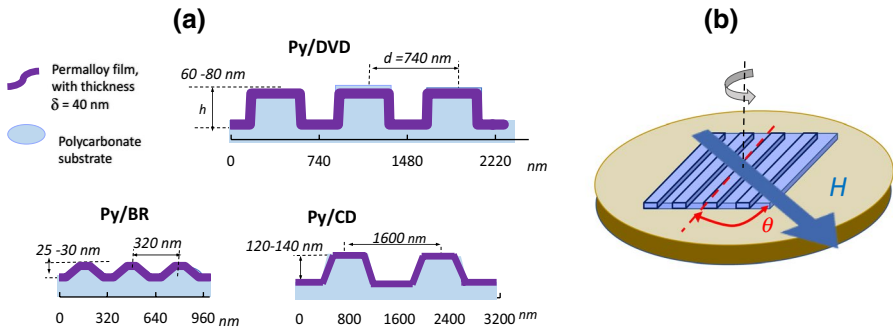 (a)
(b)
Py/DVD
Permalloy film,
with thickness
δ = 40 nm
Polycarbonate
substrate
60 -80 nm
d =740 nm
h
0 740 1480 2220 nm
Py/BR
25 -30 nm
320 nm
0 320 640 960 nm
Py/CD
120-140 nm
1600 nm
0 800 1600 2400 3200
nm
H
θ